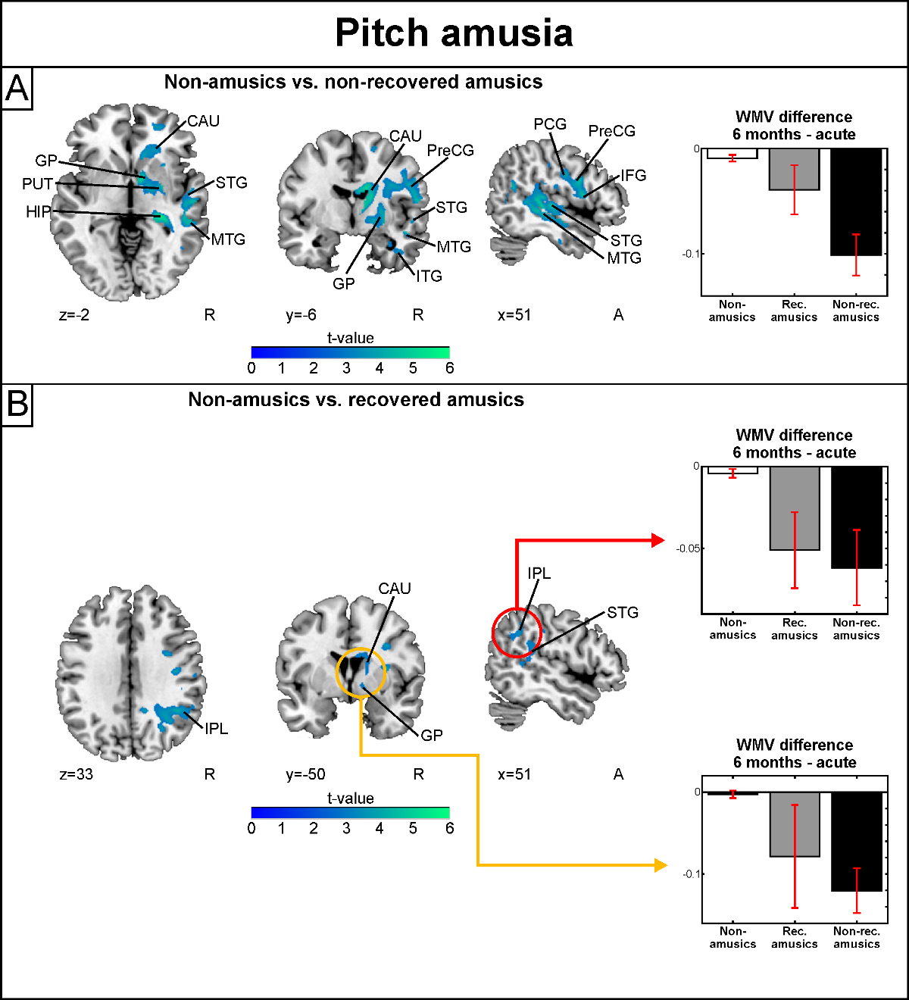 Pitch amusia
A
Non-amusics vs. non-recovered amusics
CAU
GP
PUT
HIP
STG
MTG
z=-2
R
CAU
PreCG
STG
MTG
ITG
GP
y=-6
R
PCG
PreCG
IFG
STG
MTG
x=51
A
t-value
0 1 2 3 4 5 6
WMV difference
6 months - acute
0
-0.1
Non-
amusics
Rec.
amusics
Non-rec.
amusics
B
Non-amusics vs. recovered amusics
IPL
z=33
R
CAU
GP
y=-50
R
IPL
STG
x=51
A
t-value
0 1 2 3 4 5 6
WMV difference
6 months - acute
0
-0.05
Non-
amusics
Rec.
amusics
Non-rec.
amusics
WMV difference
6 months - acute
0
-0.1
Non-
amusics
Rec.
amusics
Non-rec.
amusics